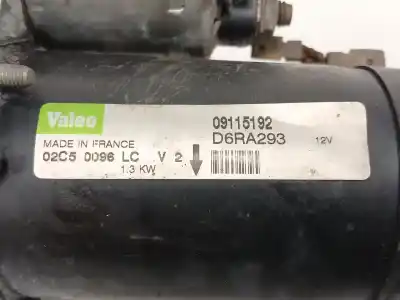 Valeo
09115192
MADE IN FRANCE
D6RA293 12V
02C5 0096 LC V 2
1.3 KW